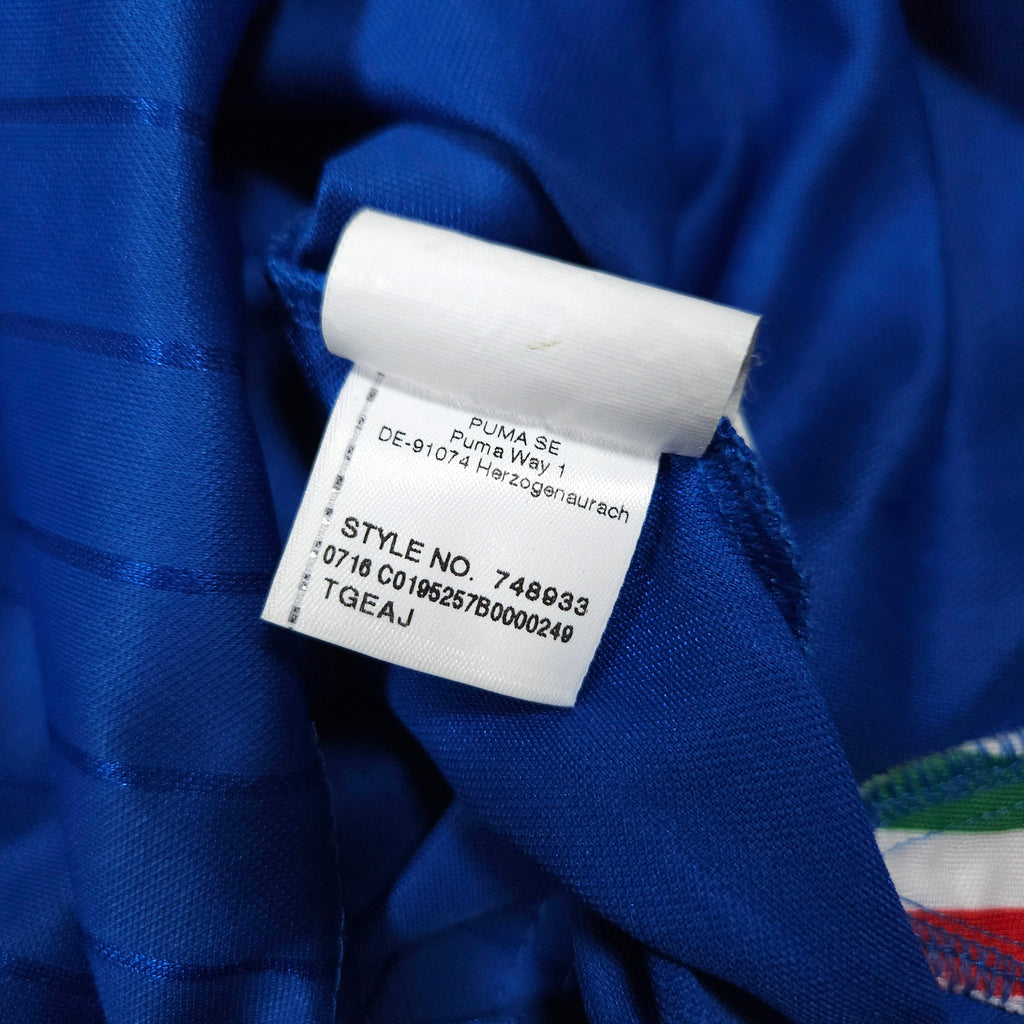 PUMA SE
Puma Way 1
DE-91074 Herzogenaurach
STYLE NO. 748933
0716 C0195257B0000249
TGEAJ